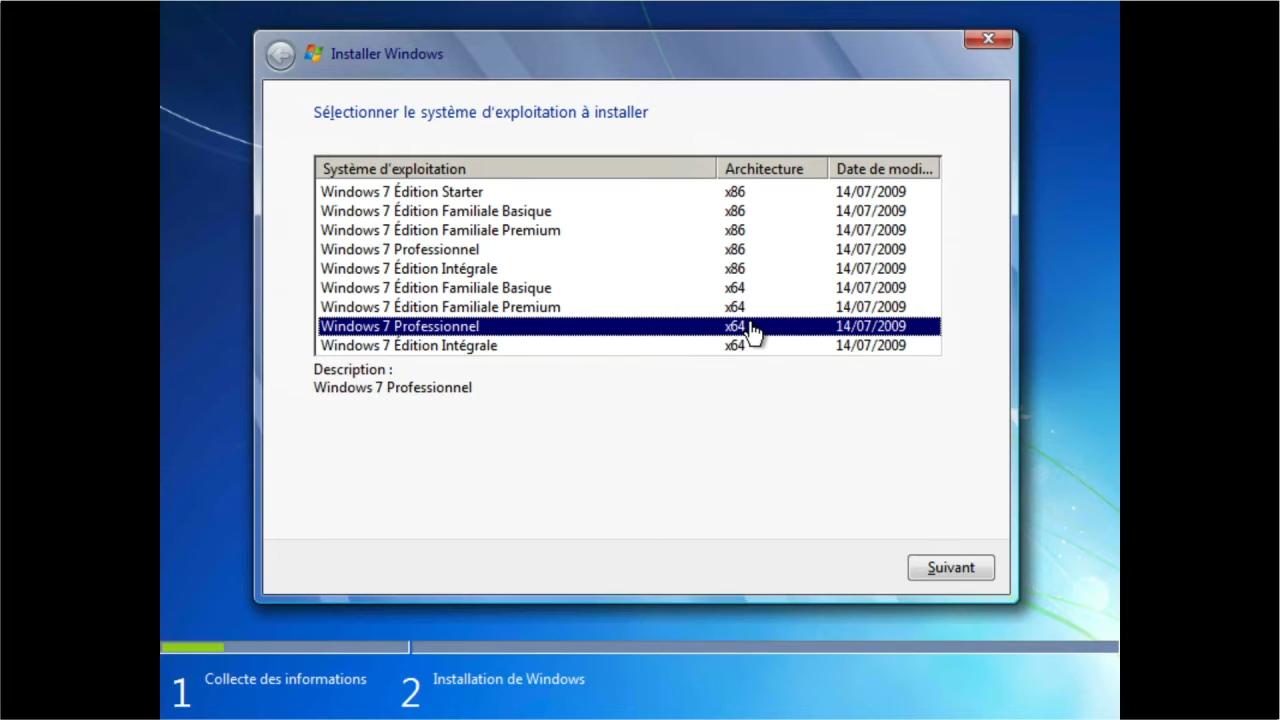 Installer Windows
Sélectionner le système d'exploitation à installer
Système d'exploitation Architecture Date de modi...
Windows 7 Édition Starter x86 14/07/2009
Windows 7 Édition Familiale Basique x86 14/07/2009
Windows 7 Édition Familiale Premium x86 14/07/2009
Windows 7 Professionnel x86 14/07/2009
Windows 7 Édition Intégrale x86 14/07/2009
Windows 7 Édition Familiale Basique x64 14/07/2009
Windows 7 Édition Familiale Premium x64 14/07/2009
Windows 7 Professionnel x64 14/07/2009
Windows 7 Édition Intégrale x64 14/07/2009
Description :
Windows 7 Professionnel
Suivant
1 Collecte des informations 2 Installation de Windows